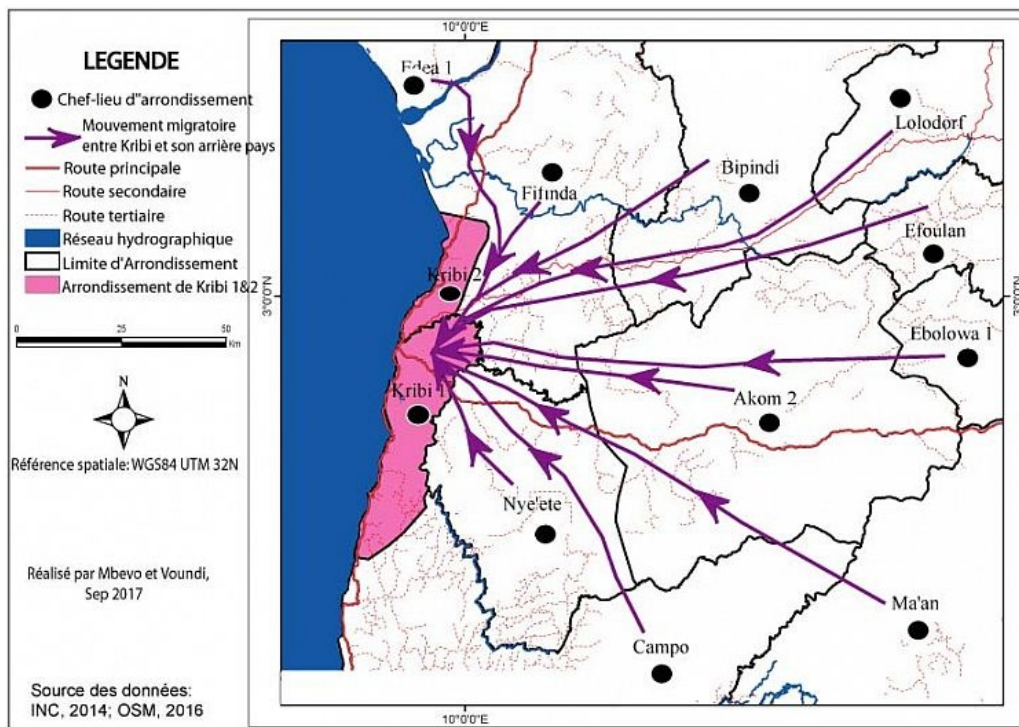 LEGENDE
Chef-lieu d"arrondissement
Mouvement migratoire
entre Kribi et son arrière pays
Route principale
Route secondaire
Route tertiaire
Réseau hydrographique
Limite d'Arrondissement
Arrondissement de Kribi 1&2
0 25 50
Km
N
Référence spatiale: WGS84 UTM 32N
Réalisé par Mbevo et Voundi,
Sep 2017
Source des données:
INC, 2014; OSM, 2016
10°0'0"E
Edea 1
Lolodorf
Bipindi
Fifinda
Efoulan
Kribi 2
3°0'0"N
3°0'0"N
Ebolowa 1
Kribi 1
Akom 2
Nye'ete
Ma'an
Campo
10°0'0"E